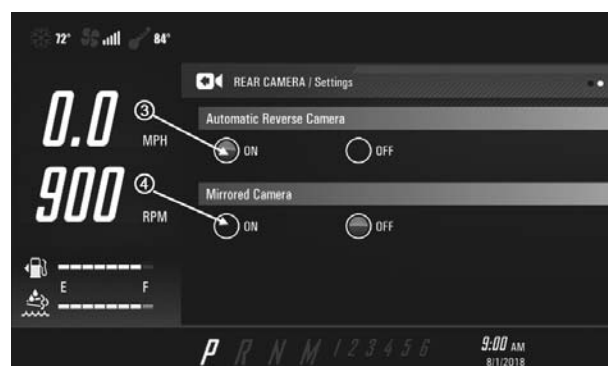 72° 84°
REAR CAMERA / Settings
0.0 MPH
③
Automatic Reverse Camera
ON OFF
900 RPM
④
Mirrored Camera
ON OFF
E F
P R N M 1 2 3 4 5 6
9:00 AM
8/1/2018